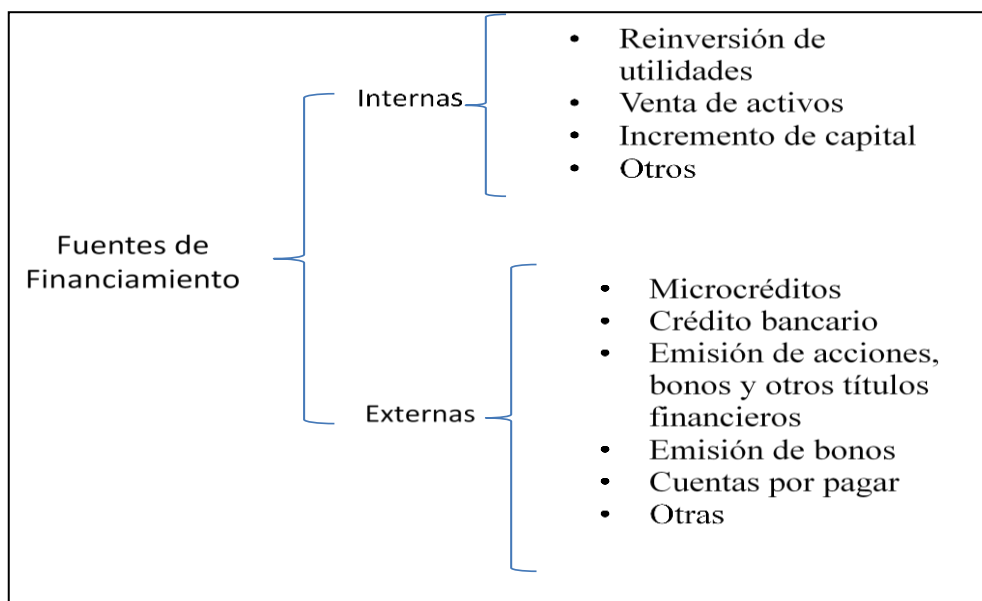 Fuentes de
Financiamiento
Internas
• Reinversión de
utilidades
• Venta de activos
• Incremento de capital
• Otros
Externas
• Microcréditos
• Crédito bancario
• Emisión de acciones,
bonos y otros títulos
financieros
• Emisión de bonos
• Cuentas por pagar
• Otras